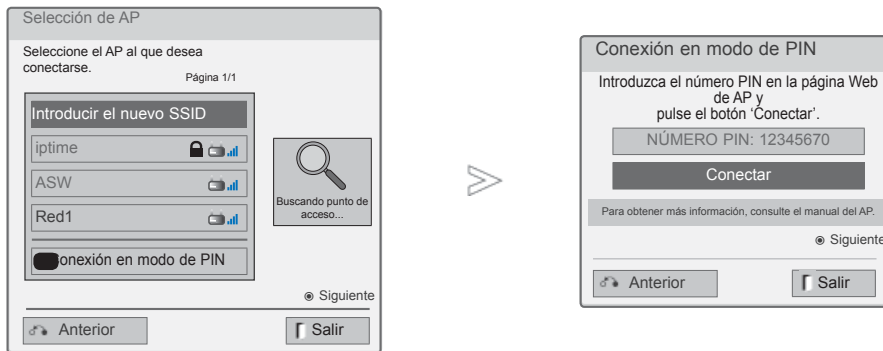 Selección de AP
Seleccione el AP al que desea
conectarse.
Página 1/1
Introducir el nuevo SSID
iptime
ASW
Red1
onexión en modo de PIN
Buscando punto de
acceso...
Siguiente
Anterior
Salir
Conexión en modo de PIN
Introduzca el número PIN en la página Web
de AP y
pulse el botón ‘Conectar’.
NÚMERO PIN: 12345670
Conectar
Para obtener más información, consulte el manual del AP.
Siguiente
Anterior
Salir